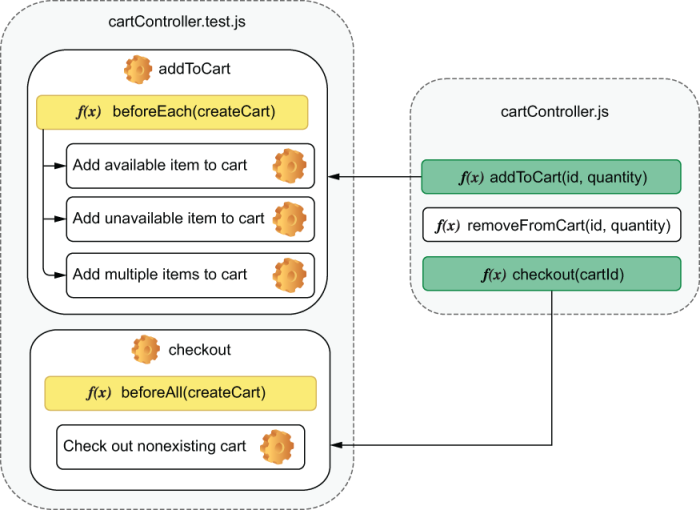 cartController.test.js
addToCart
f(x) beforeEach(createCart)
Add available item to cart
Add unavailable item to cart
Add multiple items to cart
checkout
f(x) beforeAll(createCart)
Check out nonexisting cart
cartController.js
f(x) addToCart(id, quantity)
f(x) removeFromCart(id, quantity)
f(x) checkout(cartId)